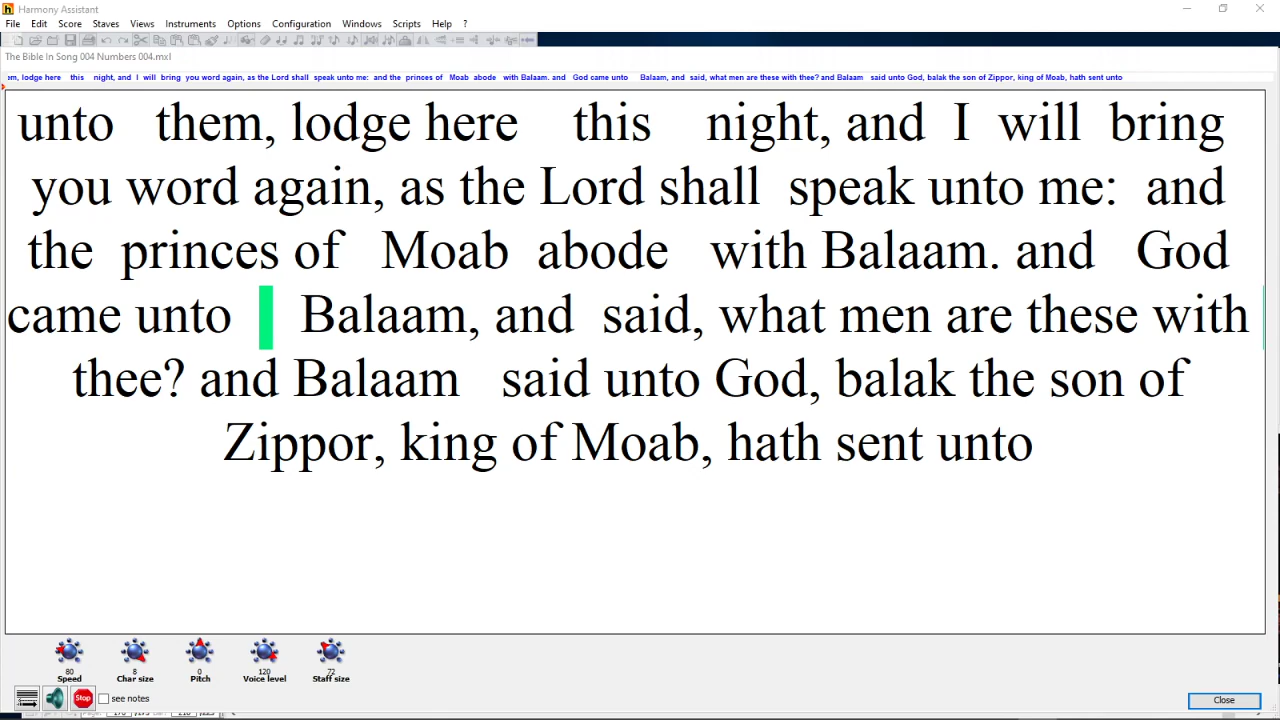 Harmony Assistant
File Edit Score Staves Views Instruments Options Configuration Windows Scripts Help ?
The Bible In Song 004 Numbers 004.mxl
em, lodge here this night, and I will bring you word again, as the Lord shall speak unto me: and the princes of Moab abode with Balaam. and God came unto Balaam, and said, what men are these with thee? and Balaam said unto God, balak the son of Zippor, king of Moab, hath sent unto
unto them, lodge here this night, and I will bring
you word again, as the Lord shall speak unto me: and
the princes of Moab abode with Balaam. and God
came unto Balaam, and said, what men are these with
thee? and Balaam said unto God, balak the son of
Zippor, king of Moab, hath sent unto
80 8 0 120 72
Speed Char size Pitch Voice level Staff size
Stop see notes Close